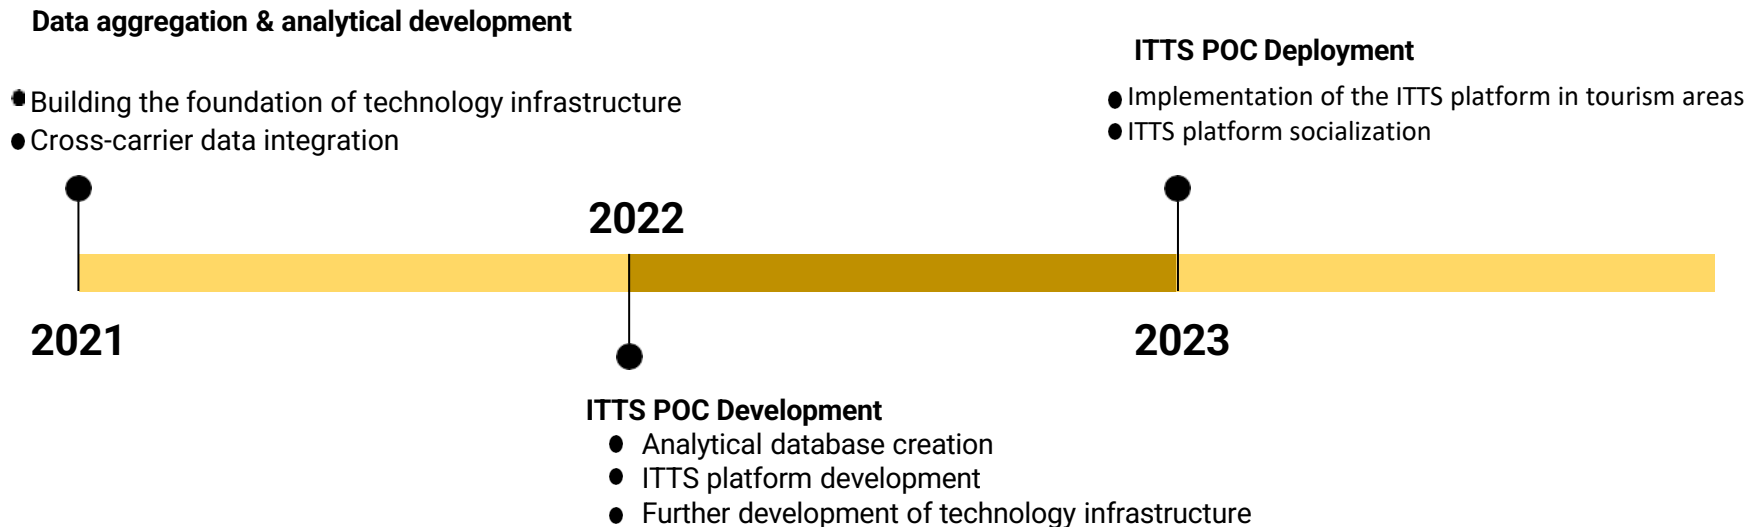 Data aggregation & analytical development
● Building the foundation of technology infrastructure
● Cross-carrier data integration
2021
2022
ITTS POC Development
● Analytical database creation
● ITTS platform development
● Further development of technology infrastructure
ITTS POC Deployment
● Implementation of the ITTS platform in tourism areas
● ITTS platform socialization
2023